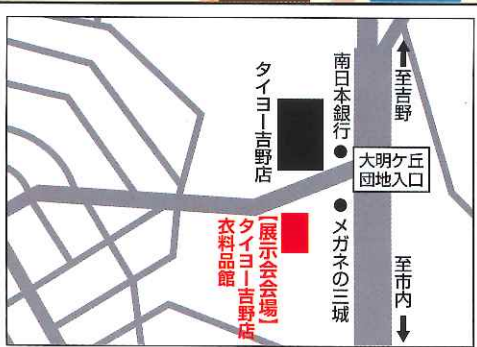 ↑至吉野
南日本銀行
タイヨー吉野店
大明ケ丘
団地入口
メガネの三城
【展示会会場】
タイヨー吉野店
衣料品館
至市内↓